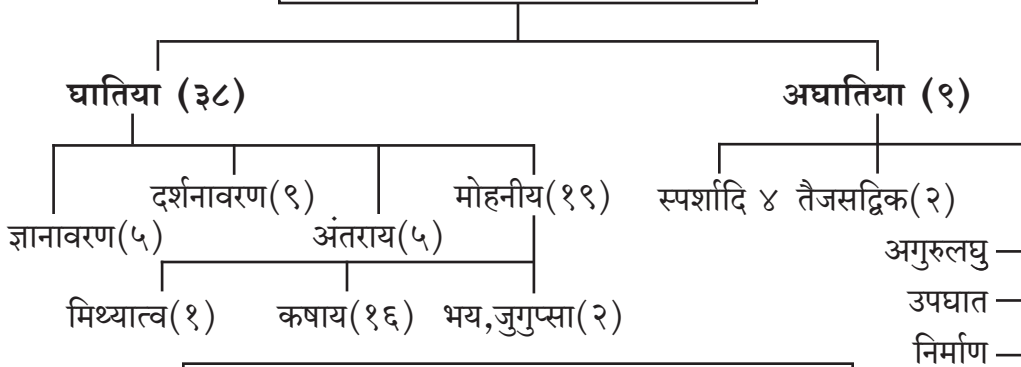 घातिया (३८) अघातिया (९)
दर्शनावरण(९) मोहनीय(१९) स्पर्शादि ४ तैजसद्विक(२)
ज्ञानावरण(५) अंतराय(५) अगुरुलघु
उपघात
मिथ्यात्व(१) कषाय(१६) भय,जुगुप्सा(२)
निर्माण